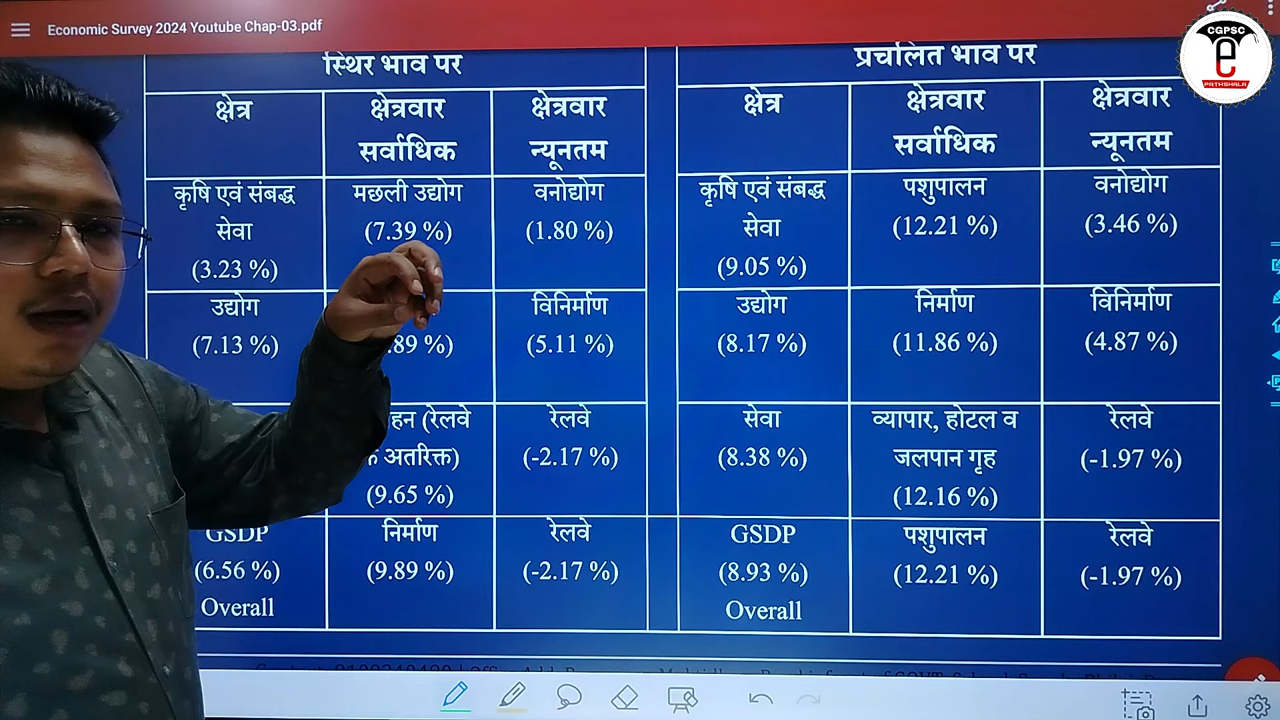 Economic Survey 2024 Youtube Chap-03.pdf
CGPSC
e
PATHSHALA
स्थिर भाव पर
क्षेत्र
क्षेत्रवार
सर्वाधिक
क्षेत्रवार
न्यूनतम
कृषि एवं संबद्ध
सेवा
(3.23 %)
मछली उद्योग
(7.39 %)
वनोद्योग
(1.80 %)
उद्योग
(7.13 %)
.89 %)
विनिर्माण
(5.11 %)
हन (रेलवे
अतरिक्त)
(9.65 %)
रेलवे
(-2.17 %)
GSDP
(6.56 %)
Overall
निर्माण
(9.89 %)
रेलवे
(-2.17 %)
प्रचलित भाव पर
क्षेत्र
क्षेत्रवार
सर्वाधिक
क्षेत्रवार
न्यूनतम
कृषि एवं संबद्ध
सेवा
(9.05 %)
पशुपालन
(12.21 %)
वनोद्योग
(3.46 %)
उद्योग
(8.17 %)
निर्माण
(11.86 %)
विनिर्माण
(4.87 %)
सेवा
(8.38 %)
व्यापार, होटल व
जलपान गृह
(12.16 %)
रेलवे
(-1.97 %)
GSDP
(8.93 %)
Overall
पशुपालन
(12.21 %)
रेलवे
(-1.97 %)